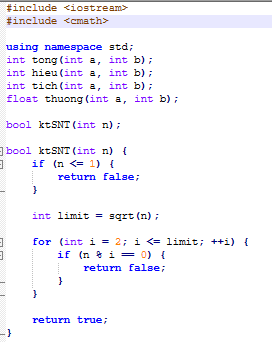 #include <iostream>
#include <cmath>
using namespace std;
int tong(int a, int b);
int hieu(int a, int b);
int tich(int a, int b);
float thuong(int a, int b);
bool ktSNT(int n);
bool ktSNT(int n) {
if (n <= 1) {
return false;
}
int limit = sqrt(n);
for (int i = 2; i <= limit; ++i) {
if (n % i == 0) {
return false;
}
}
return true;
}